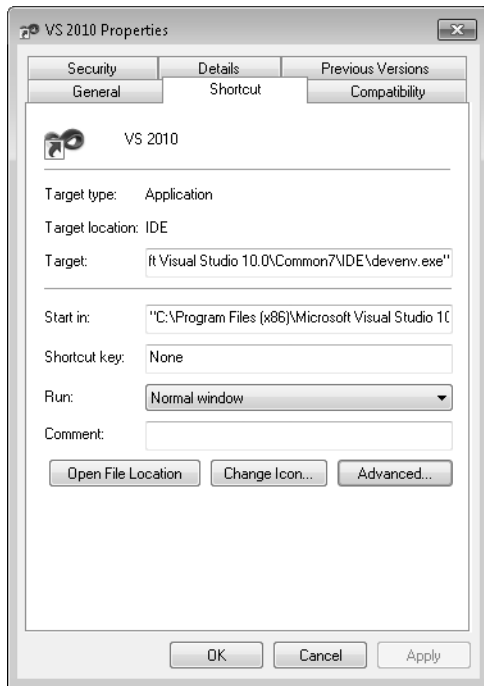 VS 2010 Properties
Security Details Previous Versions
General Shortcut Compatibility
VS 2010
Target type: Application
Target location: IDE
Target: ft Visual Studio 10.0\Common7\IDE\devenv.exe"
Start in: "C:\Program Files (x86)\Microsoft Visual Studio 10
Shortcut key: None
Run: Normal window
Comment:
Open File Location Change Icon... Advanced...
OK Cancel Apply